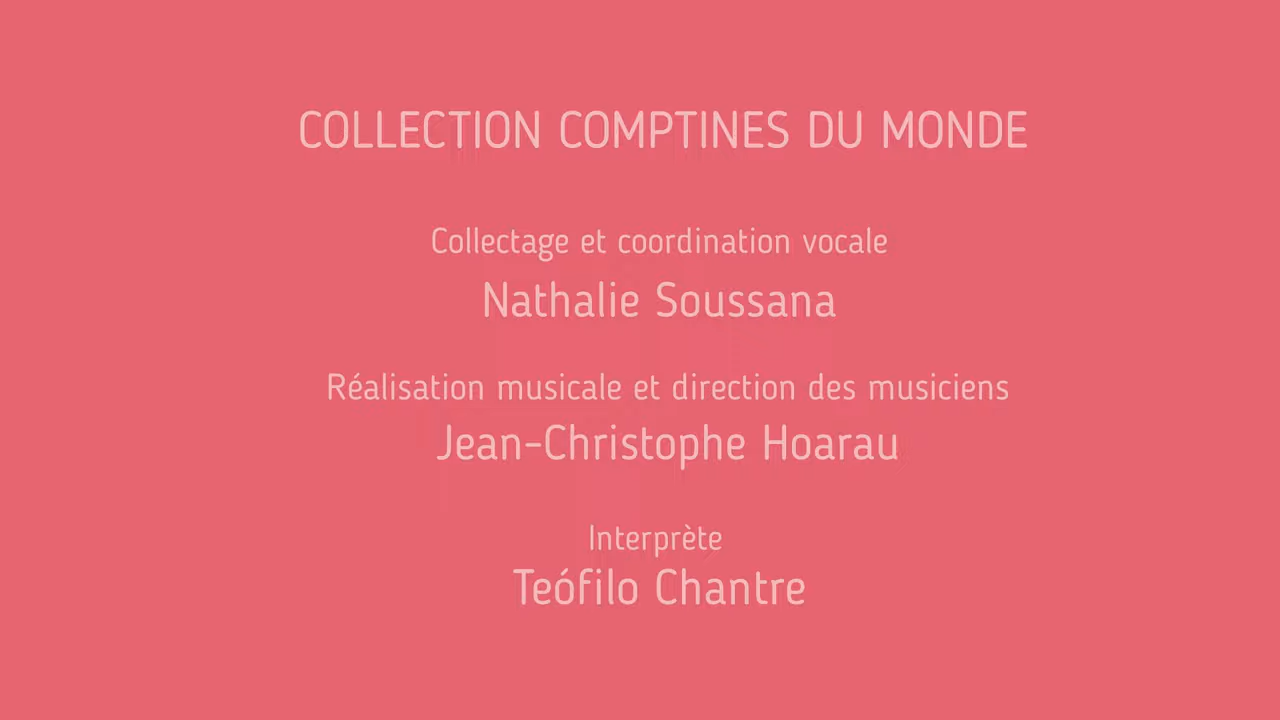 COLLECTION COMPTINES DU MONDE
Collectage et coordination vocale
Nathalie Soussana
Réalisation musicale et direction des musiciens
Jean-Christophe Hoarau
Interprète
Teófilo Chantre